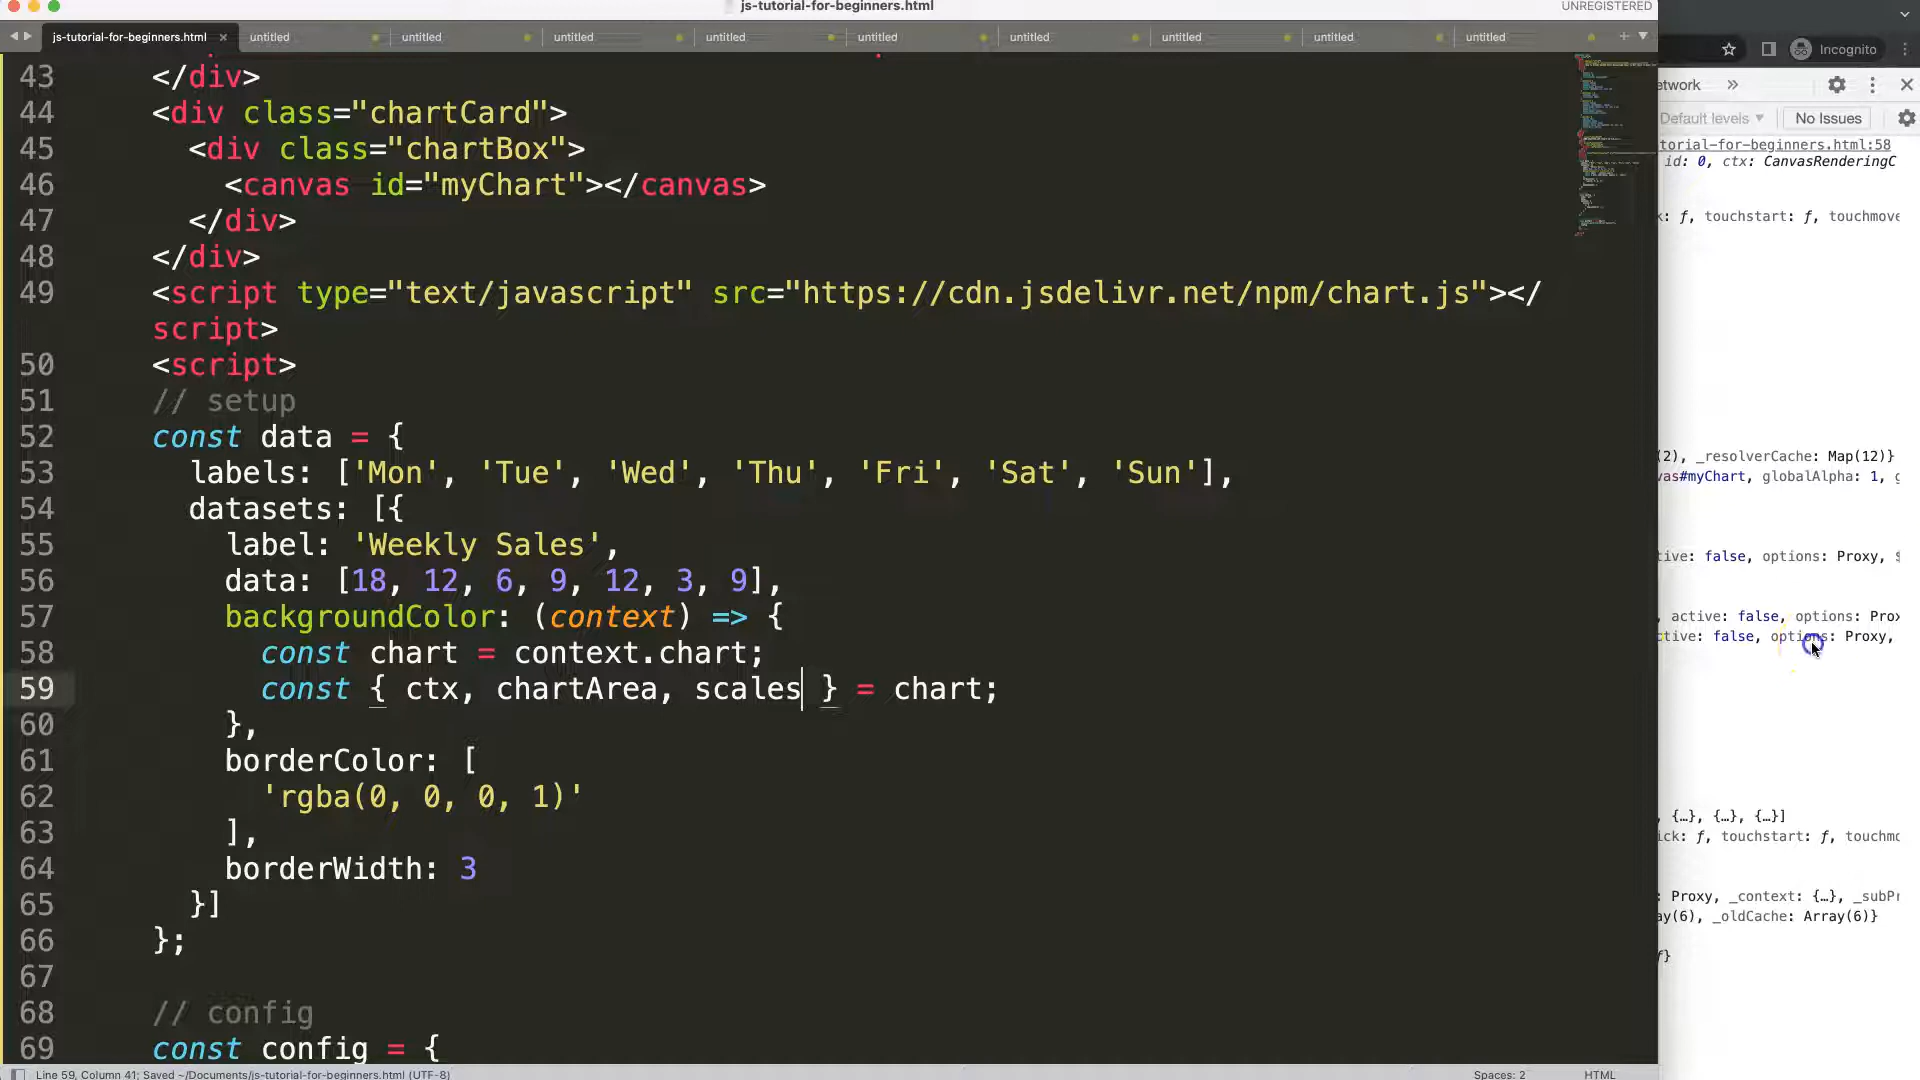 js-tutorial-for-beginners.html
UNREGISTERED
js-tutorial-for-beginners.html × untitled untitled untitled untitled untitled untitled untitled untitled untitled + ▼
43 </div>
44 <div class="chartCard">
45 <div class="chartBox">
46 <canvas id="myChart"></canvas>
47 </div>
48 </div>
49 <script type="text/javascript" src="https://cdn.jsdelivr.net/npm/chart.js"></
script>
50 <script>
51 // setup
52 const data = {
53 labels: ['Mon', 'Tue', 'Wed', 'Thu', 'Fri', 'Sat', 'Sun'],
54 datasets: [{
55 label: 'Weekly Sales',
56 data: [18, 12, 6, 9, 12, 3, 9],
57 backgroundColor: (context) => {
58 const chart = context.chart;
59 const { ctx, chartArea, scales } = chart;
60 },
61 borderColor: [
62 'rgba(0, 0, 0, 1)'
63 ],
64 borderWidth: 3
65 }]
66 };
67
68 // config
69 const config = {
Line 59, Column 41; Saved ~/Documents/js-tutorial-for-beginners.html (UTF-8)
Spaces: 2
HTML
Incognito
etwork »
Default levels ▼ No Issues
torial-for-beginners.html:58
id: 0, ctx: CanvasRenderingC
k: ƒ, touchstart: ƒ, touchmove
(2), _resolverCache: Map(12)}
vas#myChart, globalAlpha: 1, g
tive: false, options: Proxy, $
, active: false, options: Prox
ctive: false, options: Proxy,
, {…}, {…}, {…}]
ick: ƒ, touchstart: ƒ, touchmo
: Proxy, _context: {…}, _subPr
ay(6), _oldCache: Array(6)}
ƒ}